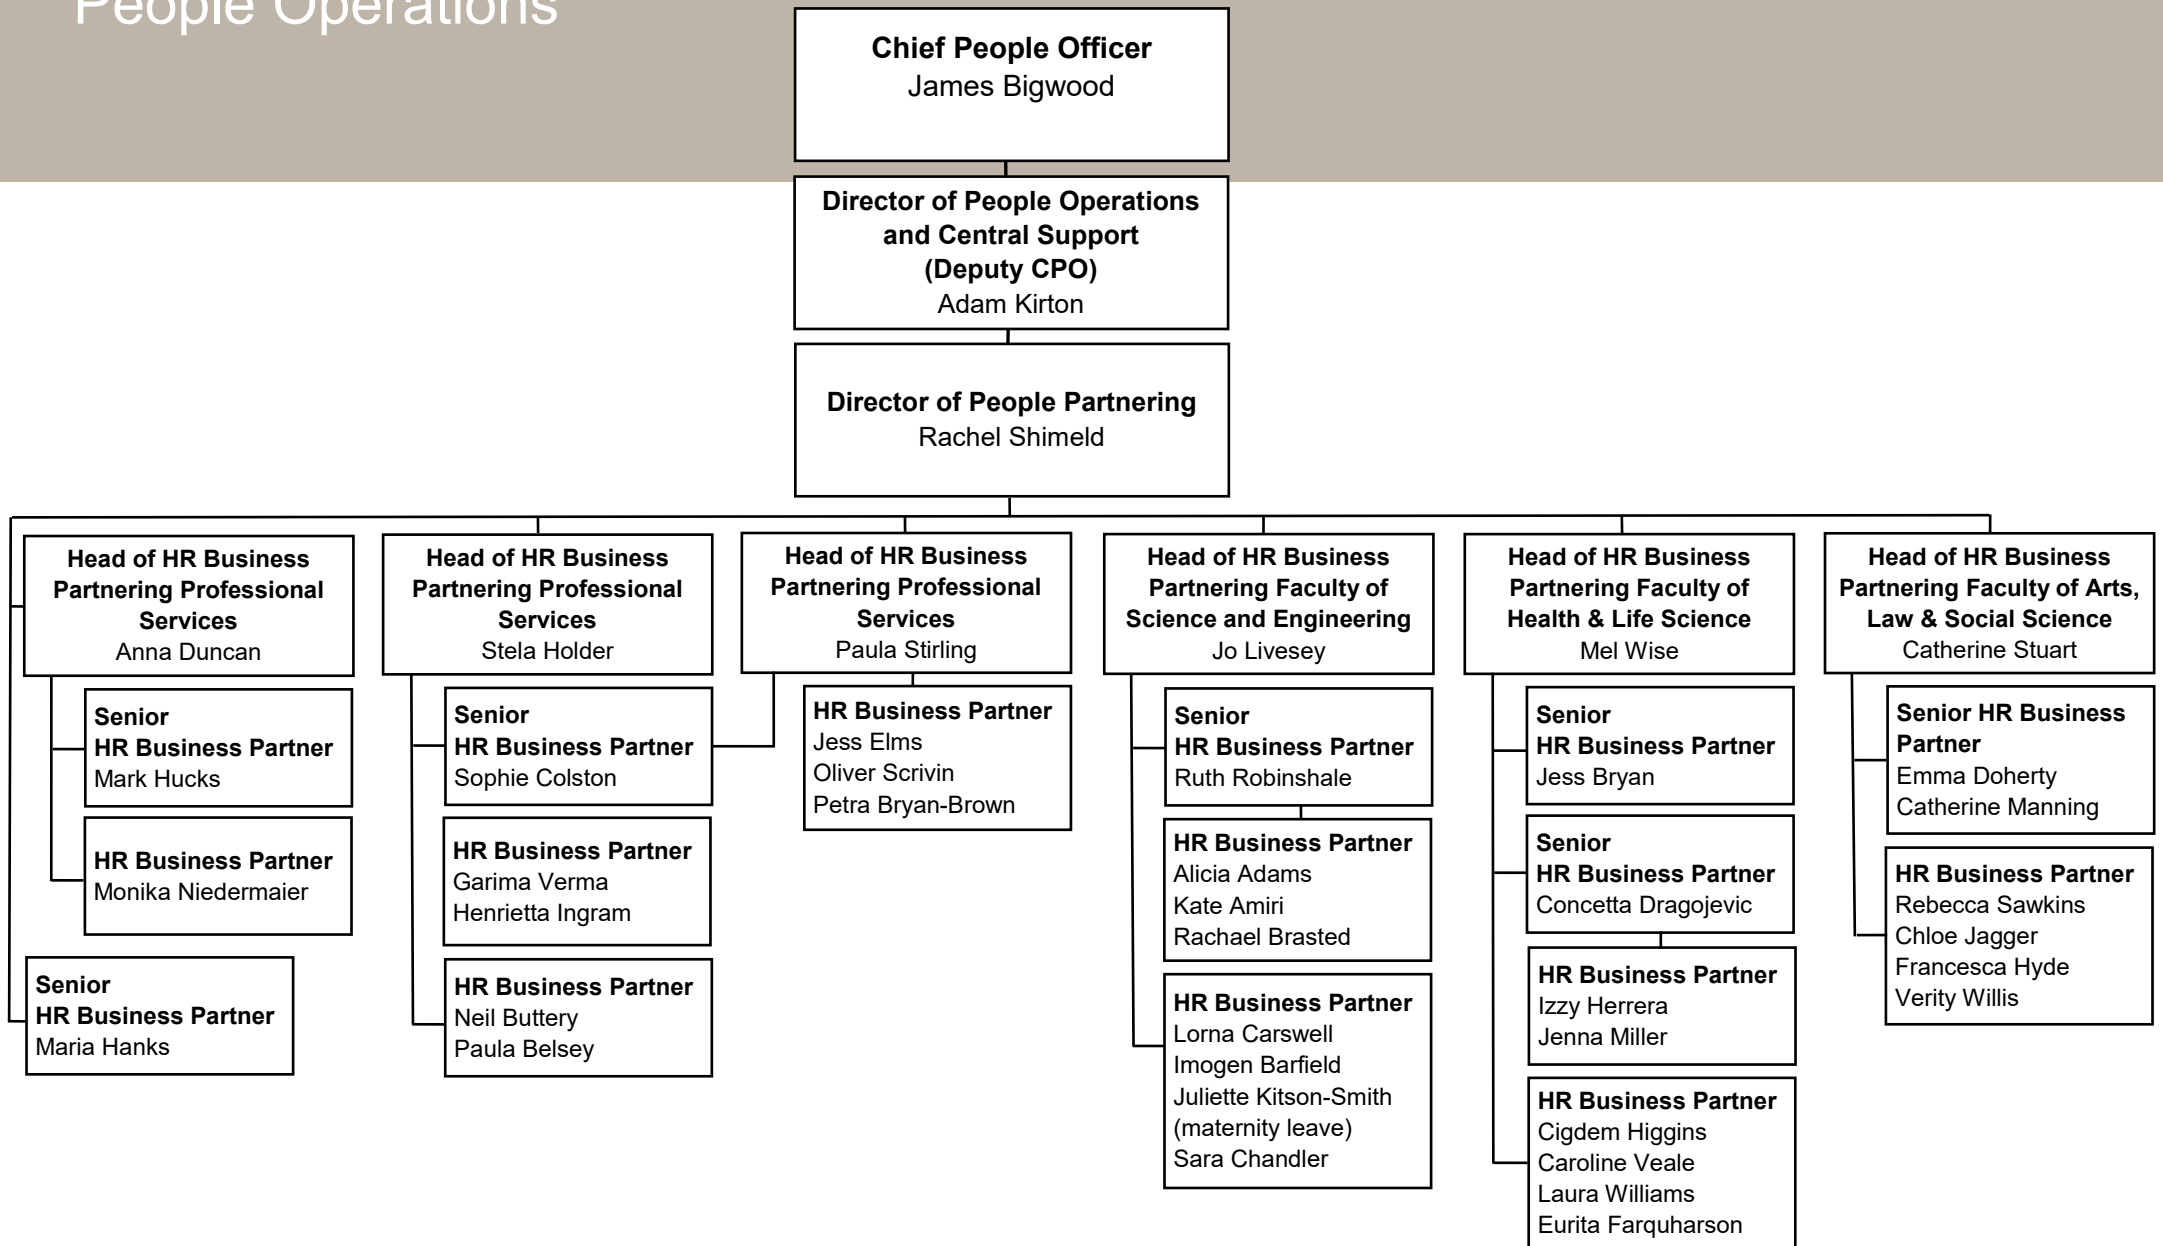 People Operations
Chief People Officer
James Bigwood
Director of People Operations
and Central Support
(Deputy CPO)
Adam Kirton
Director of People Partnering
Rachel Shimeld
Head of HR Business
Partnering Professional
Services
Anna Duncan
Senior
HR Business Partner
Mark Hucks
HR Business Partner
Monika Niedermaier
Senior
HR Business Partner
Maria Hanks
Head of HR Business
Partnering Professional
Services
Stela Holder
Senior
HR Business Partner
Sophie Colston
HR Business Partner
Garima Verma
Henrietta Ingram
HR Business Partner
Neil Buttery
Paula Belsey
Head of HR Business
Partnering Professional
Services
Paula Stirling
HR Business Partner
Jess Elms
Oliver Scrivin
Petra Bryan-Brown
Head of HR Business
Partnering Faculty of
Science and Engineering
Jo Livesey
Senior
HR Business Partner
Ruth Robinshale
HR Business Partner
Alicia Adams
Kate Amiri
Rachael Brasted
HR Business Partner
Lorna Carswell
Imogen Barfield
Juliette Kitson-Smith
(maternity leave)
Sara Chandler
Head of HR Business
Partnering Faculty of
Health & Life Science
Mel Wise
Senior
HR Business Partner
Jess Bryan
Senior
HR Business Partner
Concetta Dragojevic
HR Business Partner
Izzy Herrera
Jenna Miller
HR Business Partner
Cigdem Higgins
Caroline Veale
Laura Williams
Eurita Farquharson
Head of HR Business
Partnering Faculty of Arts,
Law & Social Science
Catherine Stuart
Senior HR Business
Partner
Emma Doherty
Catherine Manning
HR Business Partner
Rebecca Sawkins
Chloe Jagger
Francesca Hyde
Verity Willis